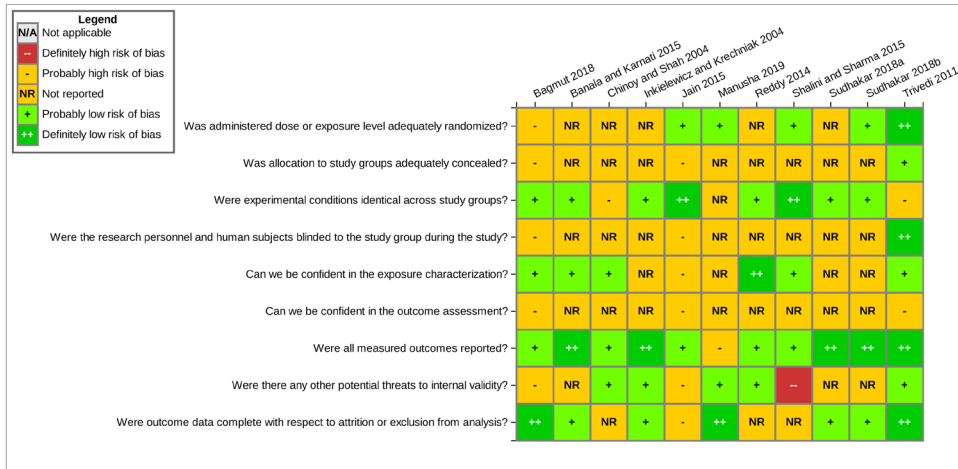 Legend
N/A Not applicable
-- Definitely high risk of bias
- Probably high risk of bias
NR Not reported
+ Probably low risk of bias
++ Definitely low risk of bias
Bagmut 2018
Banala and Karnati 2015
Chinoy and Shah 2004
Inkielewicz and Krechniak 2004
Jain 2015
Manusha 2019
Reddy 2014
Shalini and Sharma 2015
Sudhakar 2018a
Sudhakar 2018b
Trivedi 2011
Was administered dose or exposure level adequately randomized? - NR NR NR + + NR + NR + ++
Was allocation to study groups adequately concealed? - NR NR NR - NR NR NR NR NR +
Were experimental conditions identical across study groups? + + - + ++ NR + ++ + + -
Were the research personnel and human subjects blinded to the study group during the study? - NR NR NR - NR NR NR NR NR ++
Can we be confident in the exposure characterization? + + + NR - NR ++ + NR NR +
Can we be confident in the outcome assessment? - NR NR NR - NR NR NR NR NR -
Were all measured outcomes reported? + ++ + ++ + - + + ++ ++ ++
Were there any other potential threats to internal validity? - NR + + - + + -- NR NR +
Were outcome data complete with respect to attrition or exclusion from analysis? ++ + NR + - ++ NR NR + + ++